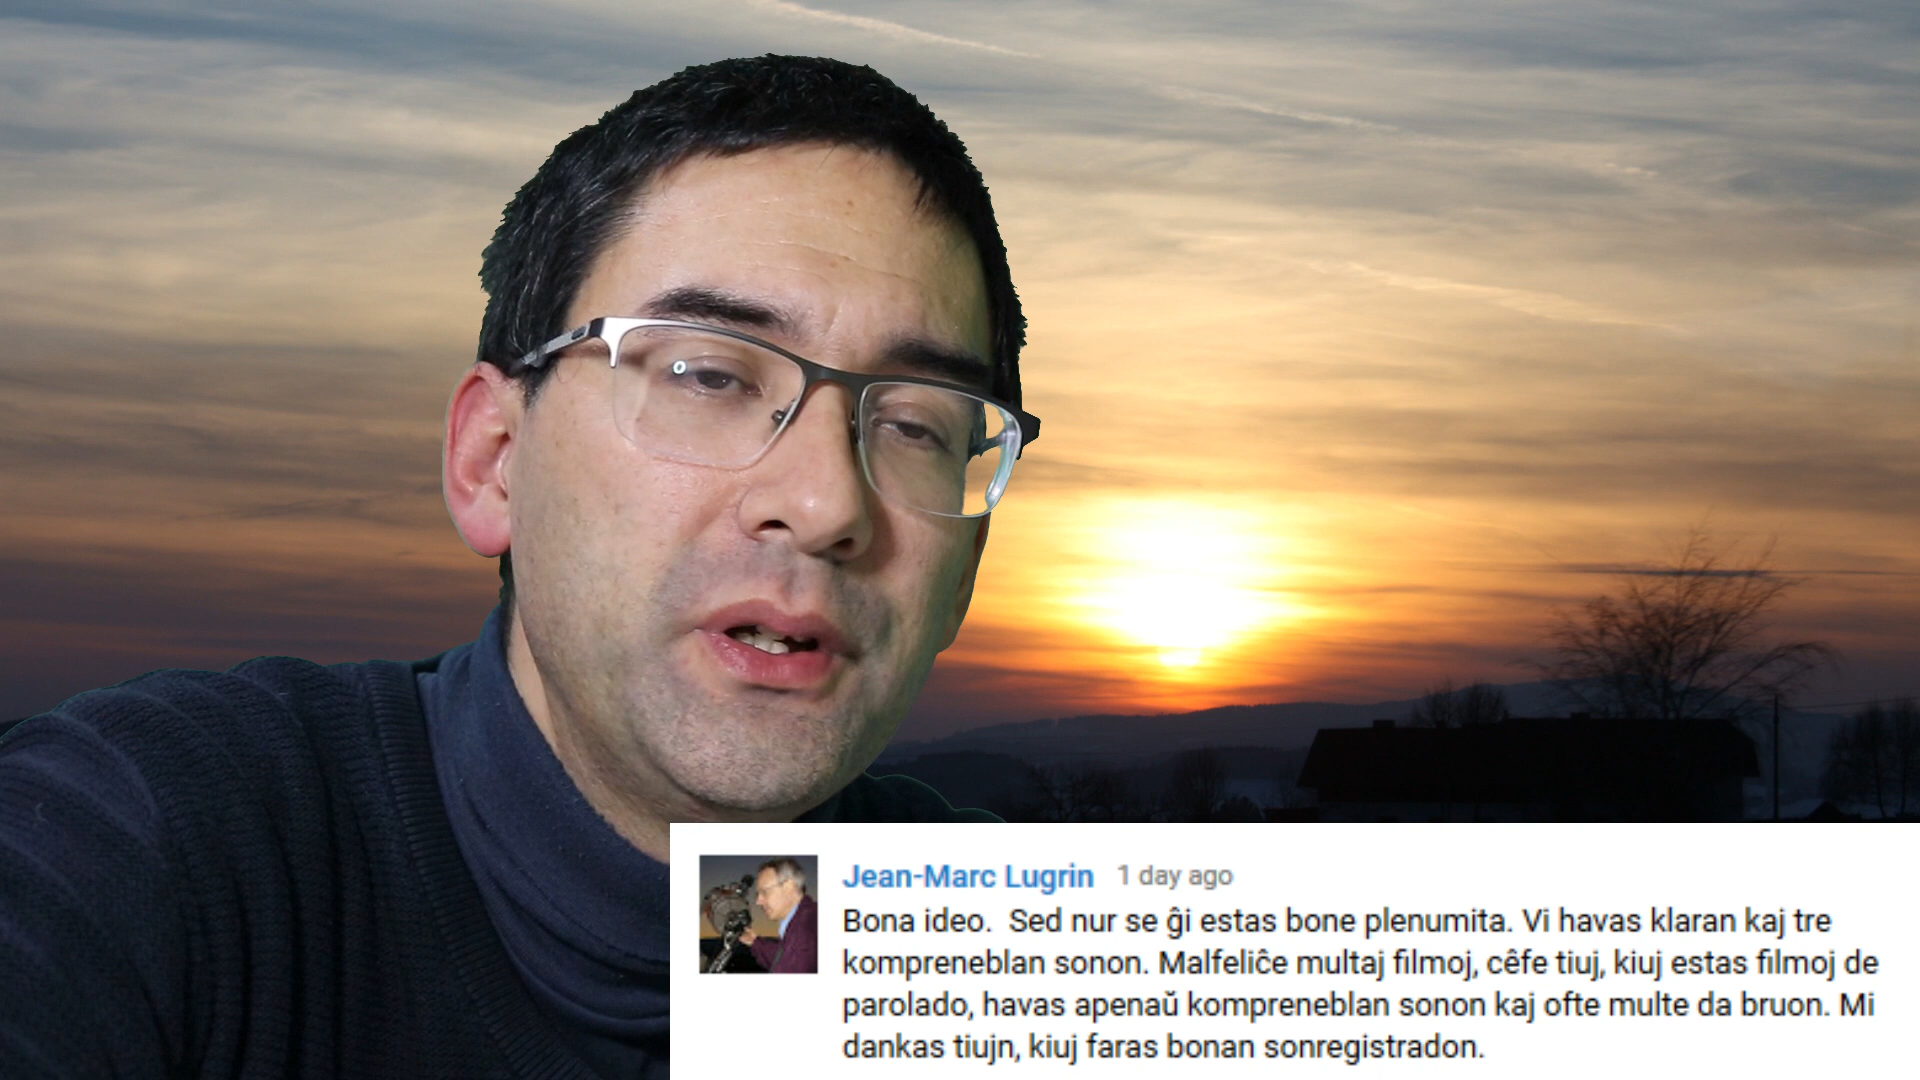 Jean-Marc Lugrin 1 day ago
Bona ideo.  Sed nur se ĝi estas bone plenumita. Vi havas klaran kaj tre
kompreneblan sonon. Malfeliĉe multaj filmoj, cêfe tiuj, kiuj estas filmoj de
parolado, havas apenaŭ kompreneblan sonon kaj ofte multe da bruon. Mi
dankas tiujn, kiuj faras bonan sonregistradon.